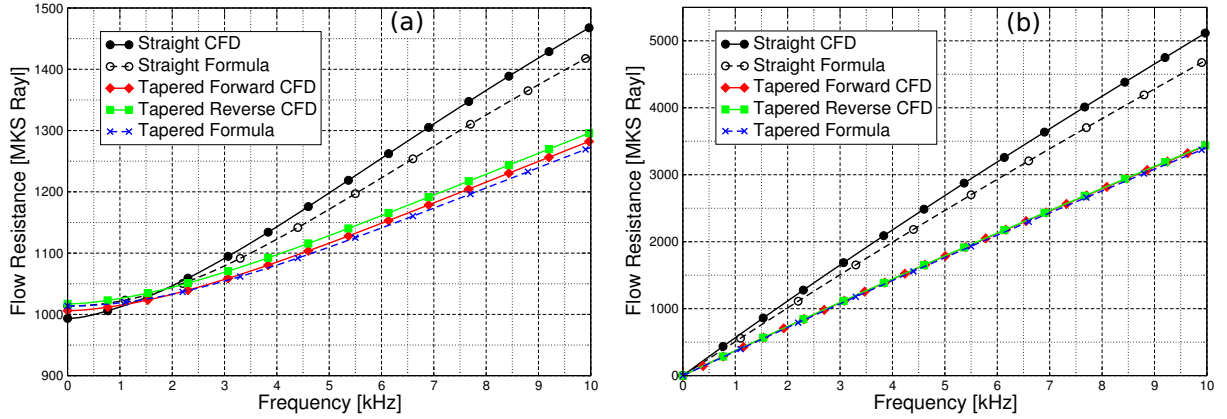 (a)
Straight CFD
Straight Formula
Tapered Forward CFD
Tapered Reverse CFD
Tapered Formula
Flow Resistance [MKS Rayl]
1500
1400
1300
1200
1100
1000
900
0 1 2 3 4 5 6 7 8 9 10
Frequency [kHz]
(b)
Straight CFD
Straight Formula
Tapered Forward CFD
Tapered Reverse CFD
Tapered Formula
Flow Resistance [MKS Rayl]
5000
4000
3000
2000
1000
0
0 1 2 3 4 5 6 7 8 9 10
Frequency [kHz]